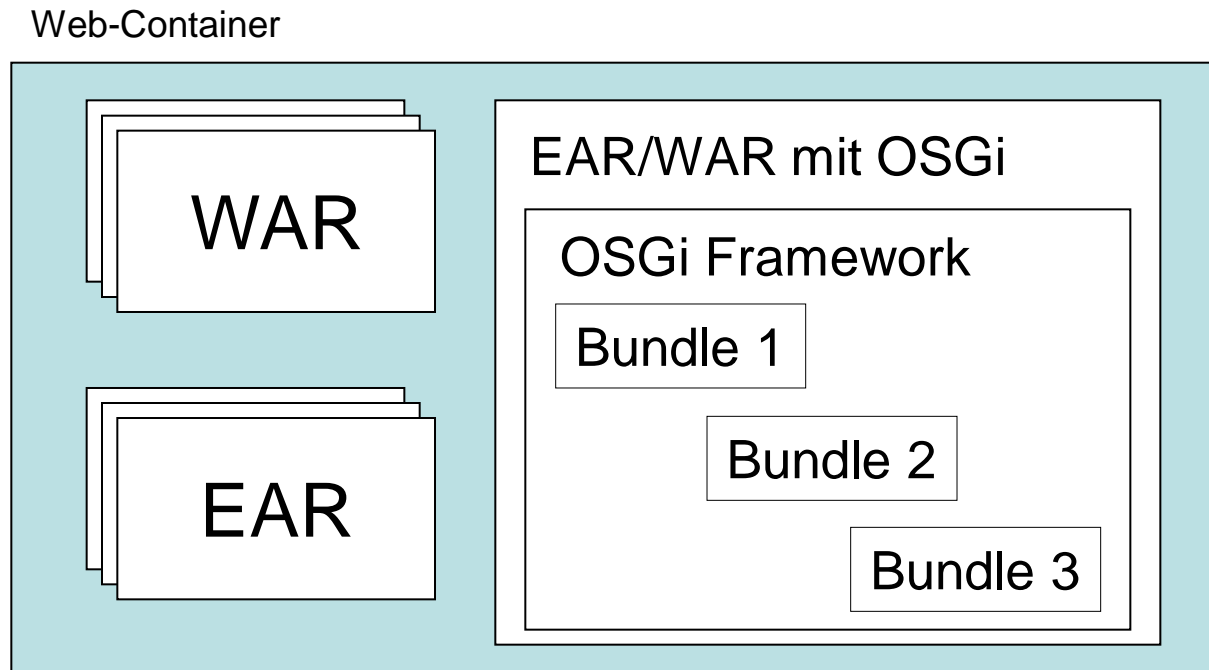 Web-Container
WAR
EAR
EAR/WAR mit OSGi
OSGi Framework
Bundle 1
Bundle 2
Bundle 3